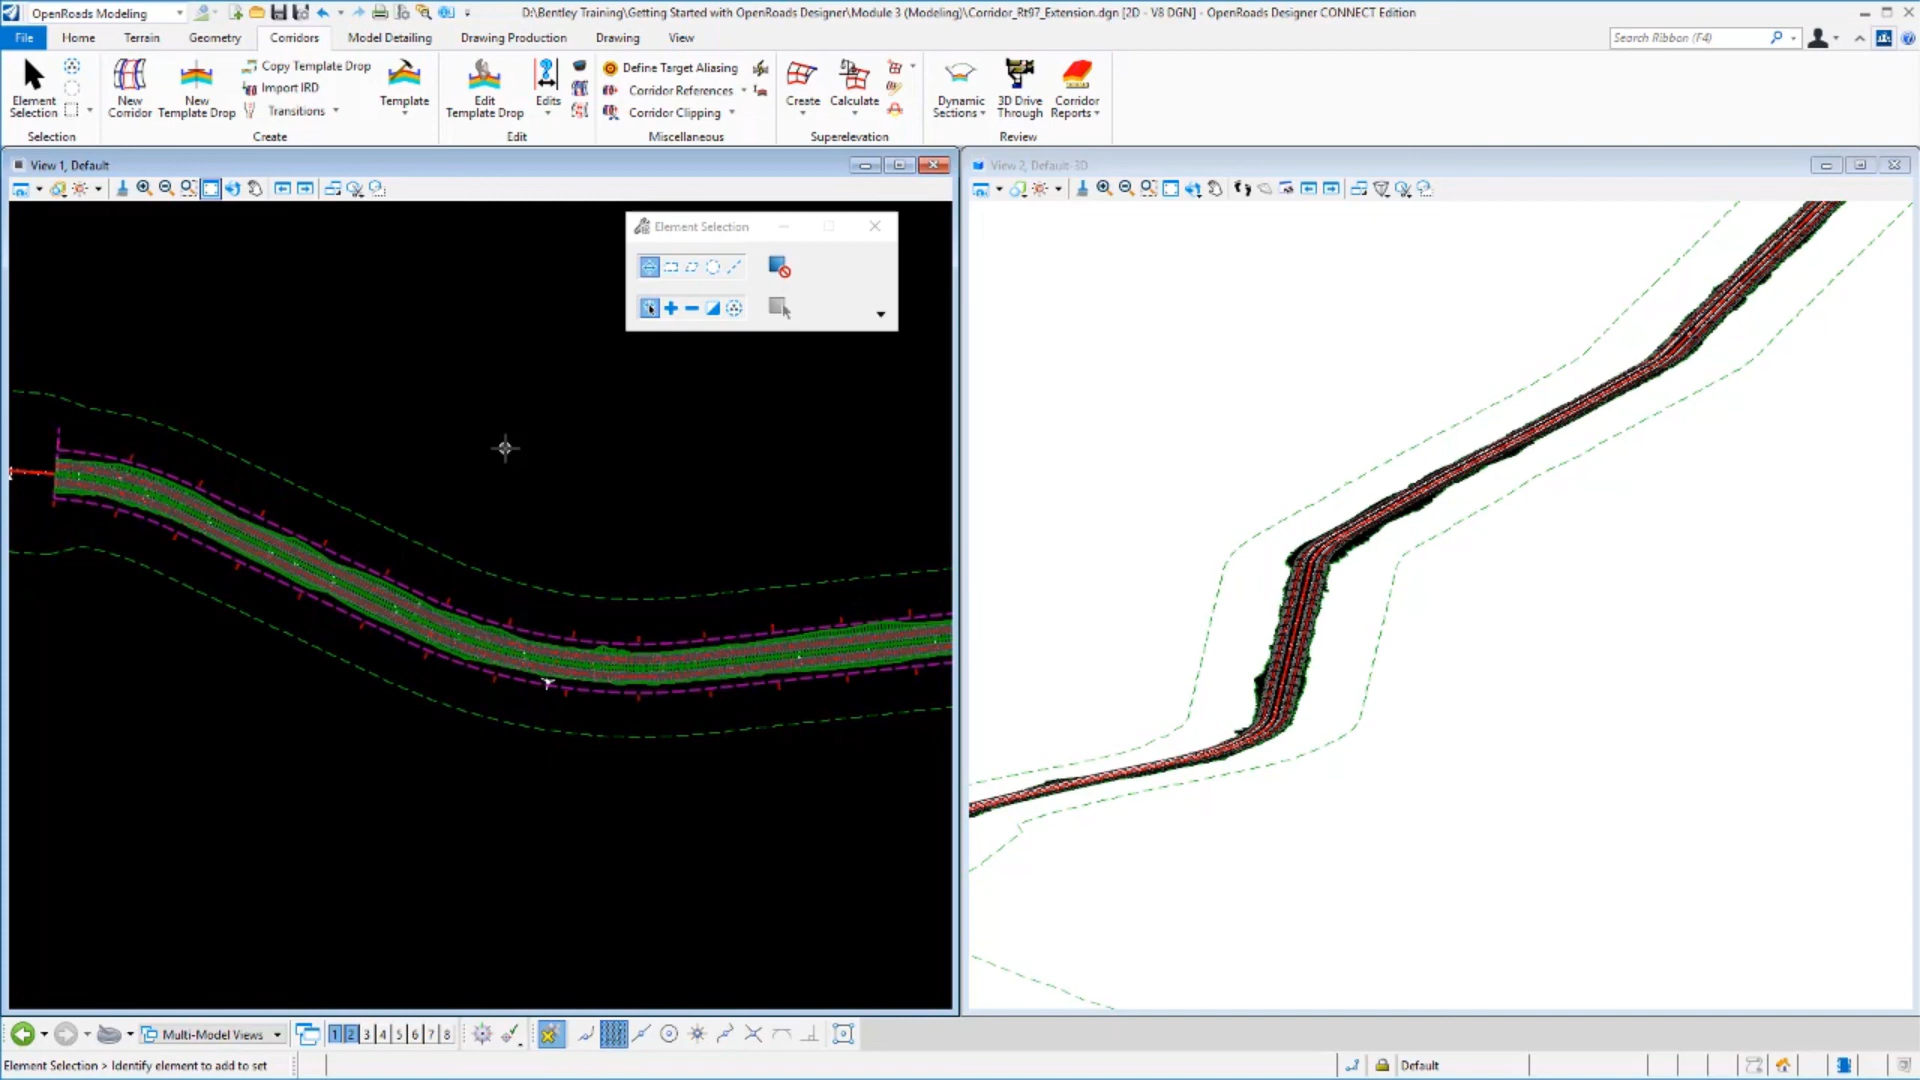 OpenRoads Modeling
D:\Bentley Training\Getting Started with OpenRoads Designer\Module 3 (Modeling)\Corridor_Rt97_Extension.dgn [2D - V8 DGN] - OpenRoads Designer CONNECT Edition
File Home Terrain Geometry Corridors Model Detailing Drawing Production Drawing View
Search Ribbon (F4)
Element Selection
New Corridor
New Template Drop
Copy Template Drop
Import IRD
Transitions
Template
Edit Template Drop
Edits
Define Target Aliasing
Corridor References
Corridor Clipping
Create
Calculate
Dynamic Sections
3D Drive Through
Corridor Reports
Selection Create Edit Miscellaneous Superelevation Review
View 1, Default
View 2, Default-3D
Element Selection
Multi-Model Views
1 2 3 4 5 6 7 8
Element Selection > Identify element to add to set
Default